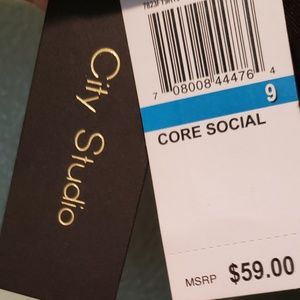 City Studio
7 08008 44476 4
9
CORE SOCIAL
MSRP $59.00